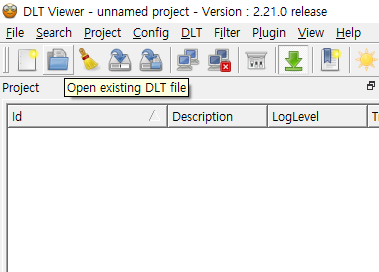 DLT Viewer - unnamed project - Version : 2.21.0 release
File Search Project Config DLT Filter Plugin View Help
VAR
Project Open existing DLT file
Id Description LogLevel